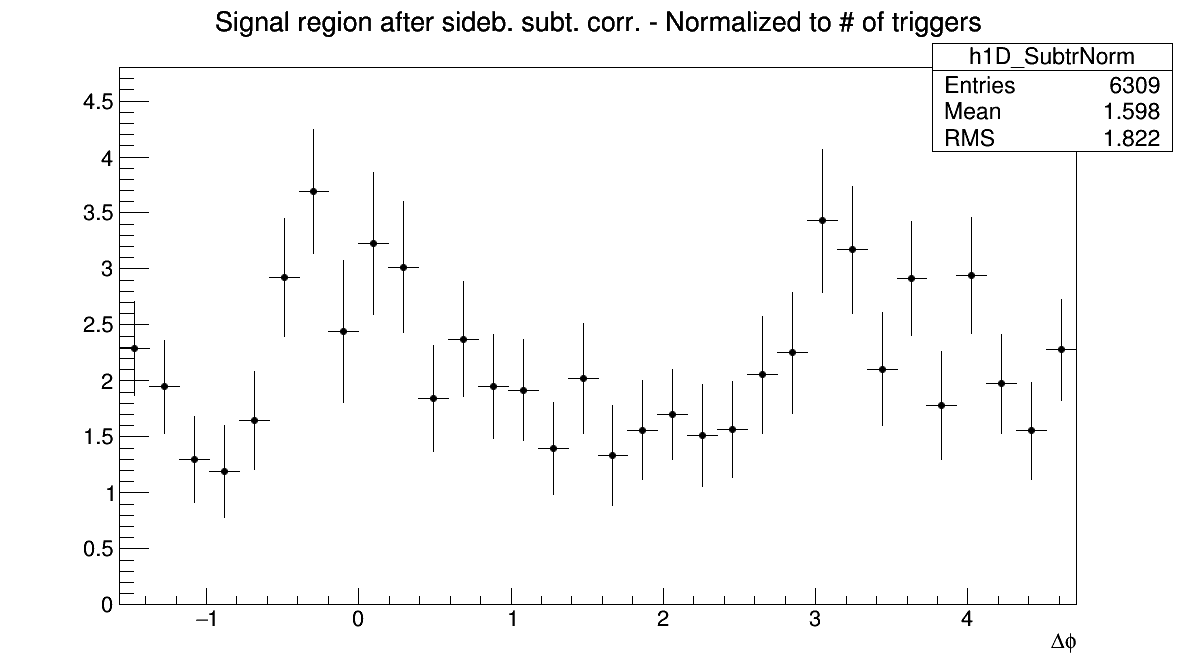 Signal region after sideb. subt. corr. - Normalized to # of triggers
h1D_SubtrNorm
Entries 6309
Mean 1.598
RMS 1.822
4.5
4
3.5
3
2.5
2
1.5
1
0.5
0
−1 0 1 2 3 4
Δϕ